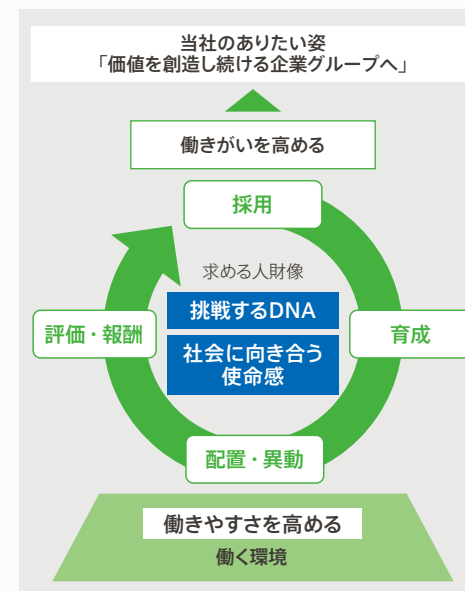 当社のありたい姿
「価値を創造し続ける企業グループへ」
働きがいを高める
採用
求める人財像
挑戦するDNA
社会に向き合う
使命感
評価・報酬
育成
配置・異動
働きやすさを高める
働く環境